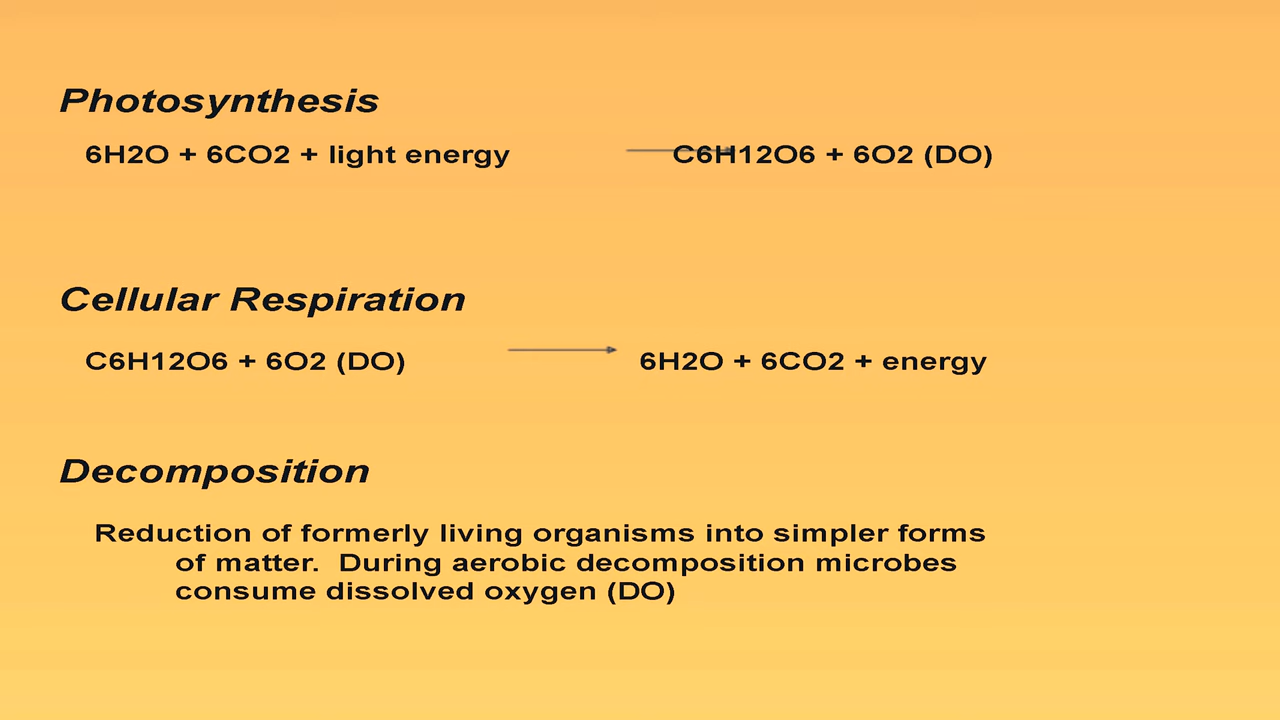 Photosynthesis
6H2O + 6CO2 + light energy C6H12O6 + 6O2 (DO)
Cellular Respiration
C6H12O6 + 6O2 (DO) 6H2O + 6CO2 + energy
Decomposition
Reduction of formerly living organisms into simpler forms
of matter. During aerobic decomposition microbes
consume dissolved oxygen (DO)